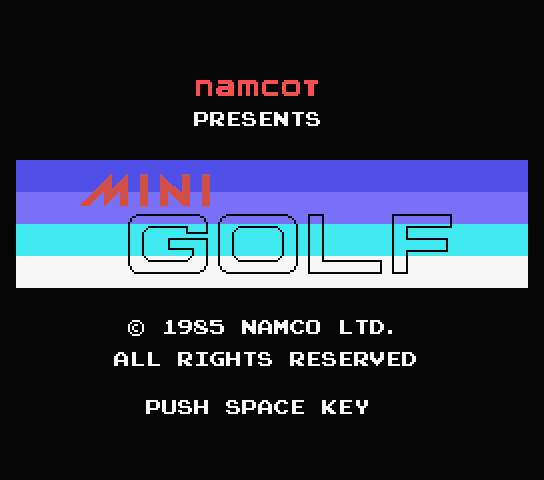 namcot
PRESENTS
MINI
GOLF
© 1985 NAMCO LTD.
ALL RIGHTS RESERVED
PUSH SPACE KEY